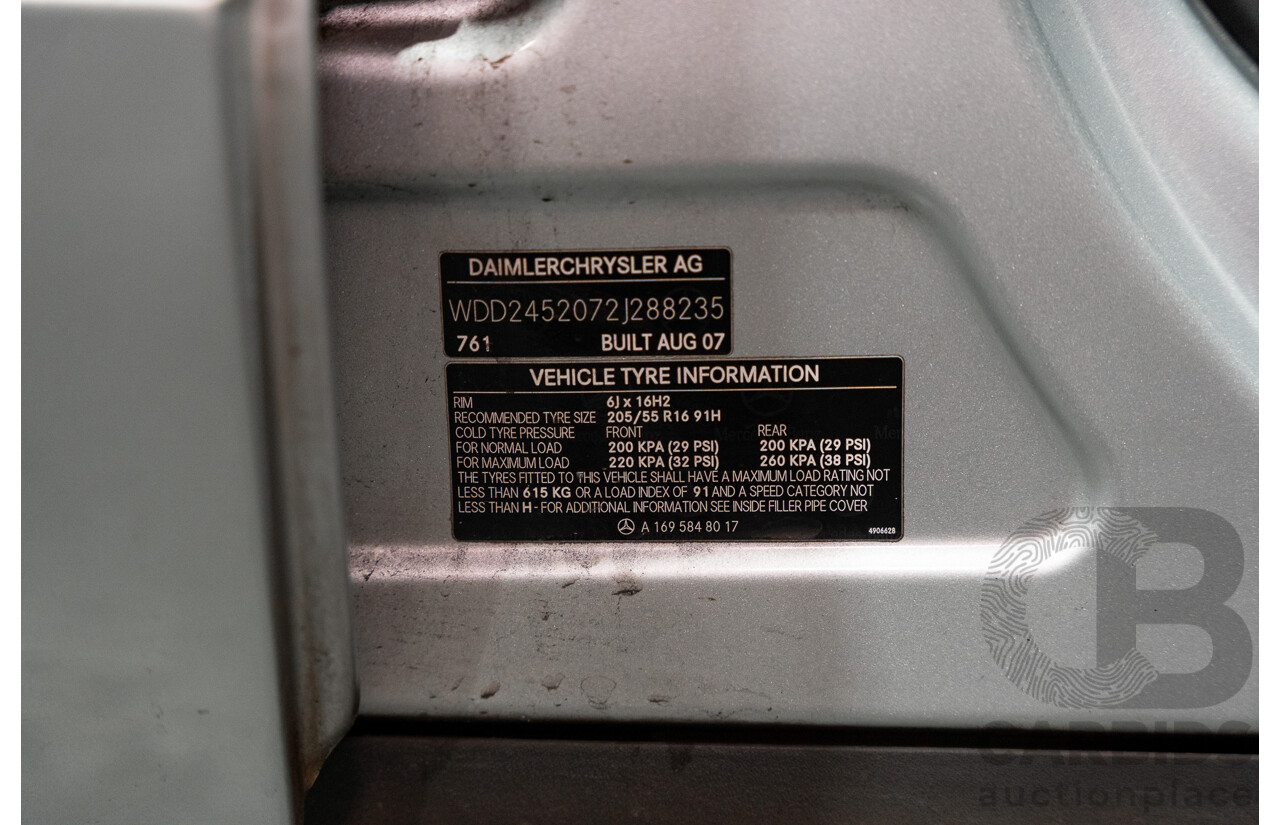 DAIMLERCHRYSLER AG
WDD2452072J288235
761 BUILT AUG 07
VEHICLE TYRE INFORMATION
RIM 6J x 16H2
RECOMMENDED TYRE SIZE 205/55 R16 91H
COLD TYRE PRESSURE FRONT REAR
FOR NORMAL LOAD 200 KPA (29 PSI) 200 KPA (29 PSI)
FOR MAXIMUM LOAD 220 KPA (32 PSI) 260 KPA (38 PSI)
THE TYRES FITTED TO THIS VEHICLE SHALL HAVE A MAXIMUM LOAD RATING NOT
LESS THAN 615 KG OR A LOAD INDEX OF 91 AND A SPEED CATEGORY NOT
LESS THAN H - FOR ADDITIONAL INFORMATION SEE INSIDE FILLER PIPE COVER
A 169 584 80 17 4906628
CB
CARBIDS
auctionplace